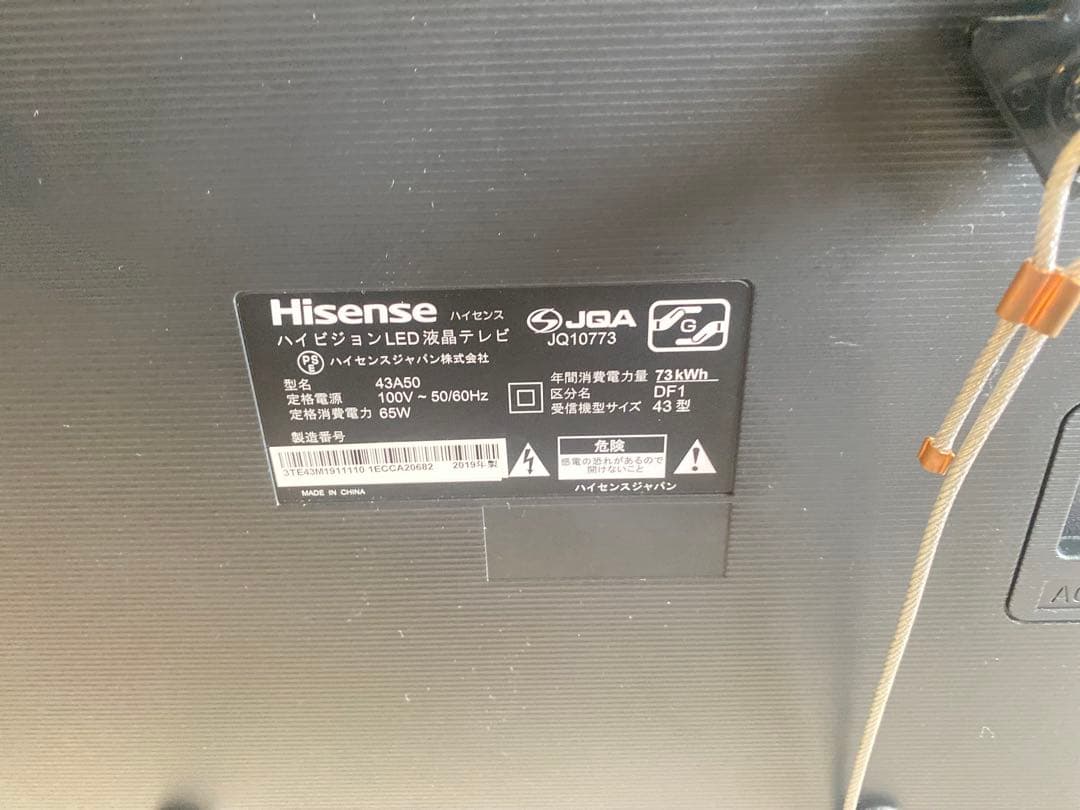 Hisense ハイセンス
ハイビジョンLED液晶テレビ
PSE ハイセンスジャパン株式会社
型名 43A50
定格電源 100V～50/60Hz
定格消費電力 65W
製造番号
3TE43M1911110 1ECCA20682 2019年製
MADE IN CHINA
JQA
JQ10773
G
年間消費電力量 73kWh
区分名 DF1
受信機型サイズ 43型
危険
感電の恐れがあるので
開けないこと
ハイセンスジャパン